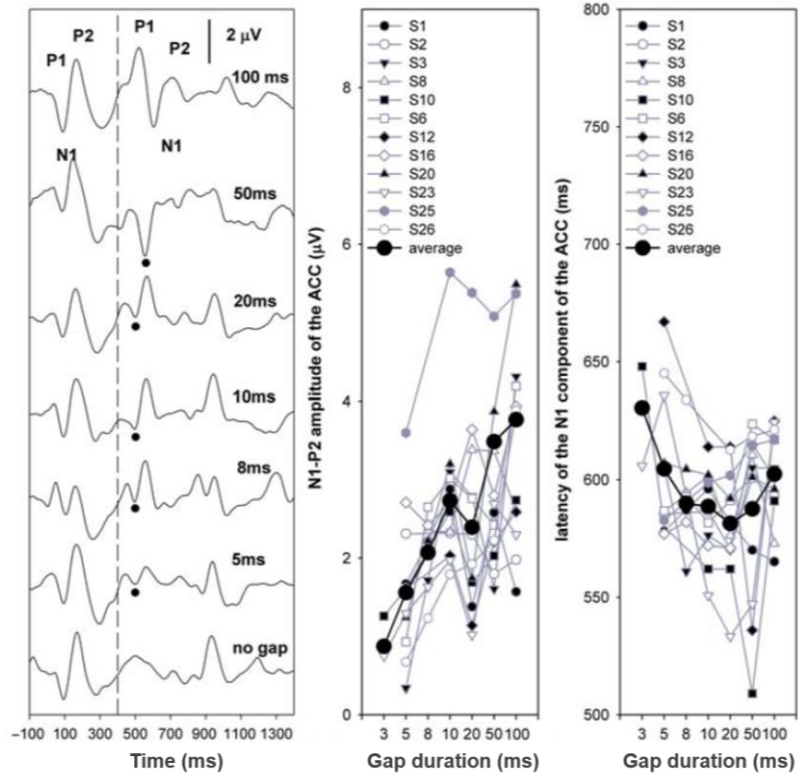 P1
P2
P1
P2
2 μV
100 ms
N1
N1
50ms
20ms
10ms
8ms
5ms
no gap
−100 100 300 500 700 900 1100 1300
Time (ms)
N1-P2 amplitude of the ACC (μV)
8
6
4
2
0
S1
S2
S3
S8
S10
S6
S12
S16
S20
S23
S25
S26
average
3 5 8 10 20 50 100
Gap duration (ms)
latency of the N1 component of the ACC (ms)
800
750
700
650
600
550
500
S1
S2
S3
S8
S10
S6
S12
S16
S20
S23
S25
S26
average
3 5 8 10 20 50 100
Gap duration (ms)